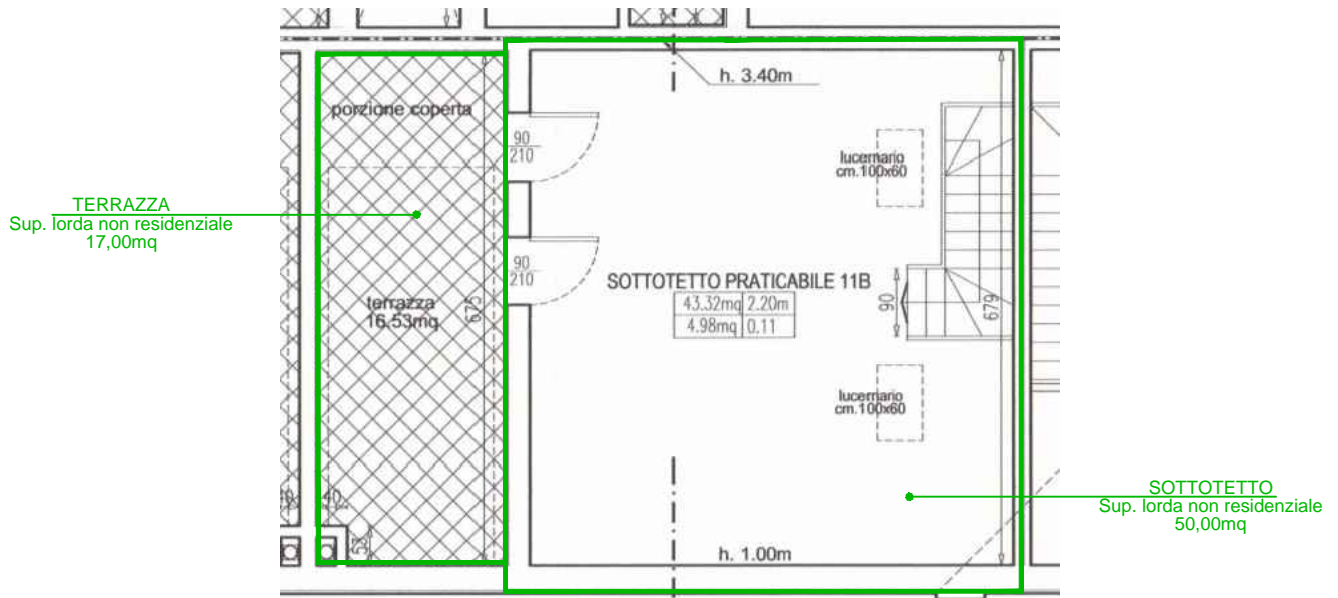 h. 3.40m
porzione coperta
90
210
lucernario
cm.100x60
TERRAZZA
Sup. lorda non residenziale
17,00mq
90
210
SOTTOTETTO PRATICABILE 11B
43.32mq 2.20m
4.98mq 0.11
terrazza
16.53mq
675
90
679
lucernario
cm.100x60
40
40
53
SOTTOTETTO
Sup. lorda non residenziale
50,00mq
h. 1.00m